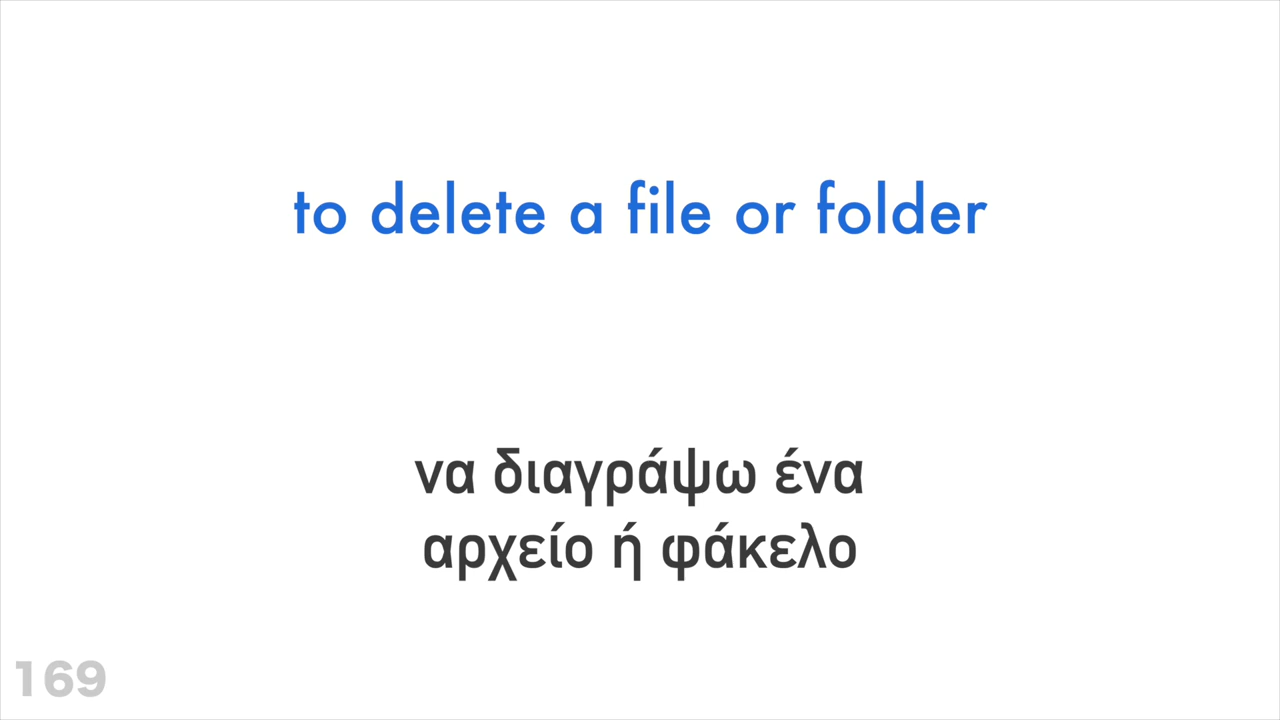 to delete a file or folder
να διαγράψω ένα
αρχείο ή φάκελο
169